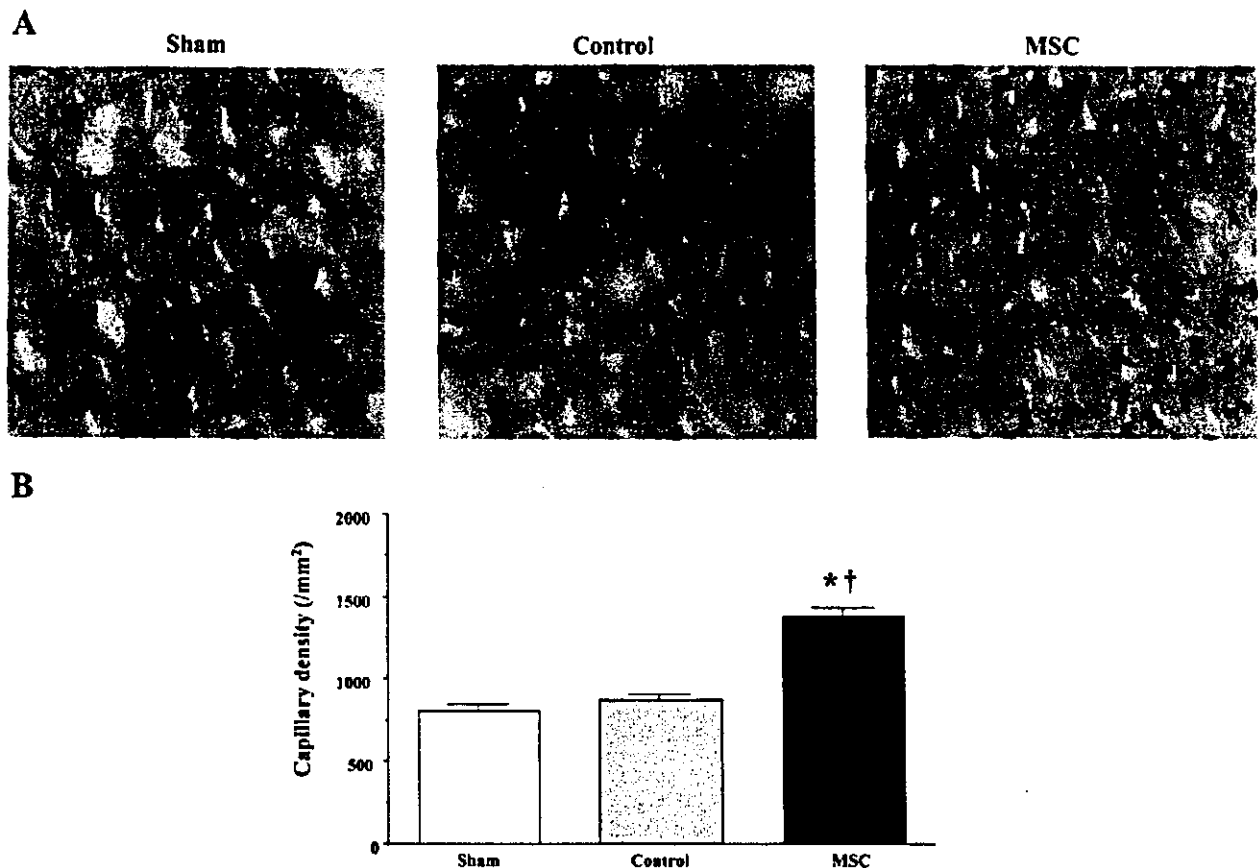 A
Sham
Control
MSC
B
Capillary density (/mm²)
2000
1500
1000
500
0
*†
Sham
Control
MSC